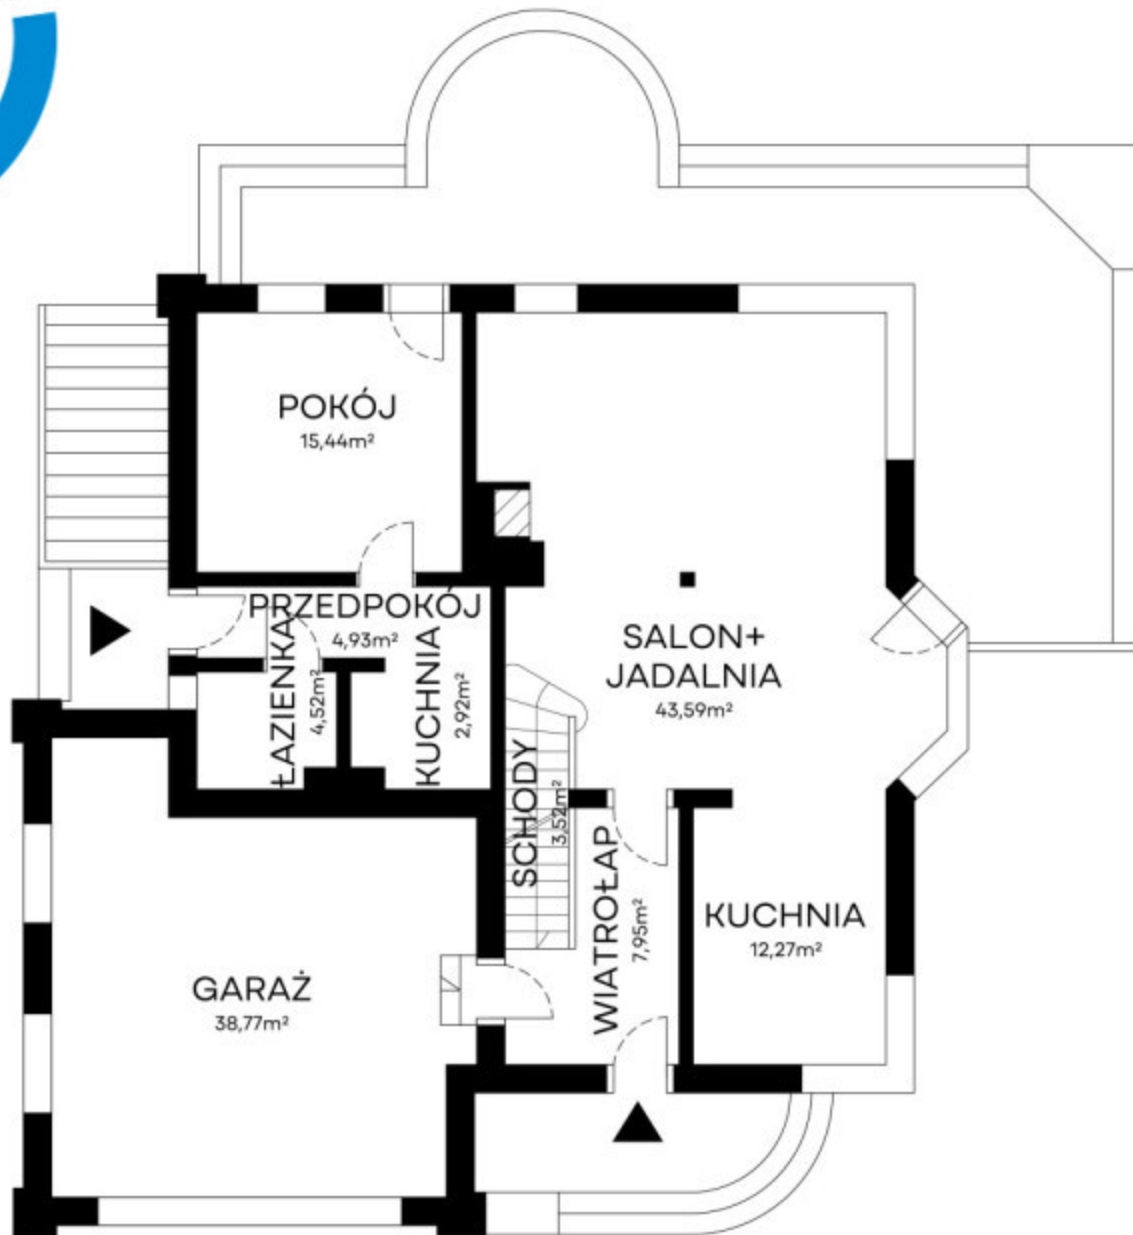 POKÓJ
15,44m²
PRZEDPOKÓJ
4,93m²
ŁAZIENKA
4,52m²
KUCHNIA
2,92m²
SALON+
JADALNIA
43,59m²
SCHODY
3,52m²
WIATROŁAP
7,95m²
KUCHNIA
12,27m²
GARAŻ
38,77m²